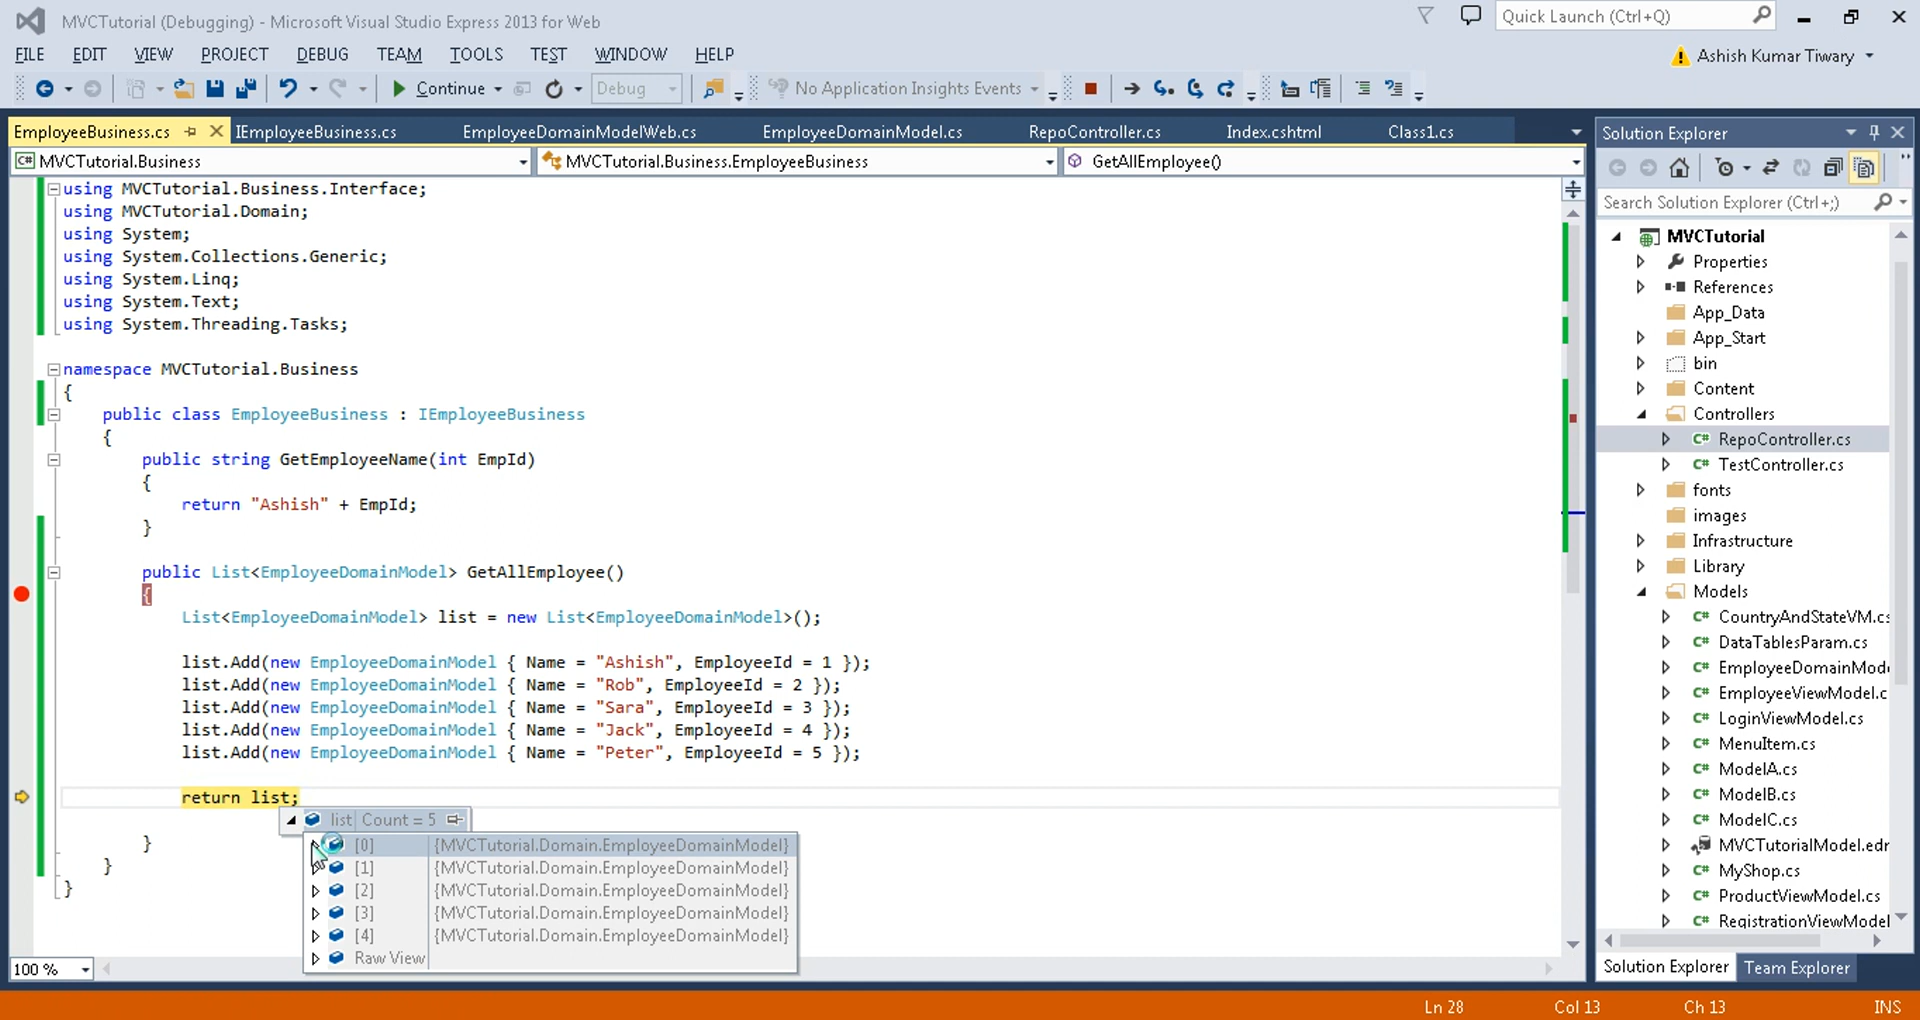 MVCTutorial (Debugging) - Microsoft Visual Studio Express 2013 for Web
Quick Launch (Ctrl+Q)
FILE EDIT VIEW PROJECT DEBUG TEAM TOOLS TEST WINDOW HELP
Ashish Kumar Tiwary
Continue Debug No Application Insights Events
EmployeeBusiness.cs IEmployeeBusiness.cs EmployeeDomainModelWeb.cs EmployeeDomainModel.cs RepoController.cs Index.cshtml Class1.cs
MVCTutorial.Business MVCTutorial.Business.EmployeeBusiness GetAllEmployee()
using MVCTutorial.Business.Interface;
using MVCTutorial.Domain;
using System;
using System.Collections.Generic;
using System.Linq;
using System.Text;
using System.Threading.Tasks;
namespace MVCTutorial.Business
{
public class EmployeeBusiness : IEmployeeBusiness
{
public string GetEmployeeName(int EmpId)
{
return "Ashish" + EmpId;
}
public List<EmployeeDomainModel> GetAllEmployee()
{
List<EmployeeDomainModel> list = new List<EmployeeDomainModel>();
list.Add(new EmployeeDomainModel { Name = "Ashish", EmployeeId = 1 });
list.Add(new EmployeeDomainModel { Name = "Rob", EmployeeId = 2 });
list.Add(new EmployeeDomainModel { Name = "Sara", EmployeeId = 3 });
list.Add(new EmployeeDomainModel { Name = "Jack", EmployeeId = 4 });
list.Add(new EmployeeDomainModel { Name = "Peter", EmployeeId = 5 });
return list;
list Count = 5
}
[0] {MVCTutorial.Domain.EmployeeDomainModel}
[1] {MVCTutorial.Domain.EmployeeDomainModel}
}
[2] {MVCTutorial.Domain.EmployeeDomainModel}
}
[3] {MVCTutorial.Domain.EmployeeDomainModel}
[4] {MVCTutorial.Domain.EmployeeDomainModel}
Raw View
100 %
Solution Explorer
Search Solution Explorer (Ctrl+;)
MVCTutorial
Properties
References
App_Data
App_Start
bin
Content
Controllers
RepoController.cs
TestController.cs
fonts
images
Infrastructure
Library
Models
CountryAndStateVM.cs
DataTablesParam.cs
EmployeeDomainMode
EmployeeViewModel.c
LoginViewModel.cs
MenuItem.cs
ModelA.cs
ModelB.cs
ModelC.cs
MVCTutorialModel.edm
MyShop.cs
ProductViewModel.cs
RegistrationViewModel
Solution Explorer Team Explorer
Ln 28 Col 13 Ch 13 INS